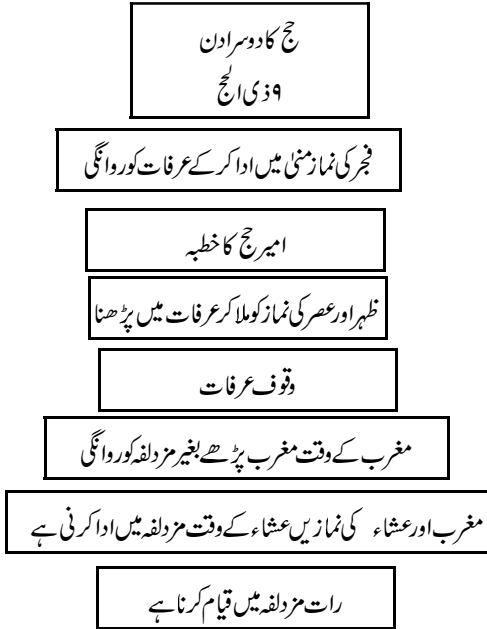 حج کا دوسرا دن
۹ ذی الحج
فجر کی نماز منیٰ میں ادا کر کے عرفات کو روانگی
امیر حج کا خطبہ
ظہر اور عصر کی نماز کو ملا کر عرفات میں پڑھنا
وقوف عرفات
مغرب کے وقت مغرب پڑھے بغیر مزدلفہ کو روانگی
مغرب اور عشاء کی نمازیں عشاء کے وقت مزدلفہ میں ادا کرنی ہے
رات مزدلفہ میں قیام کرنا ہے